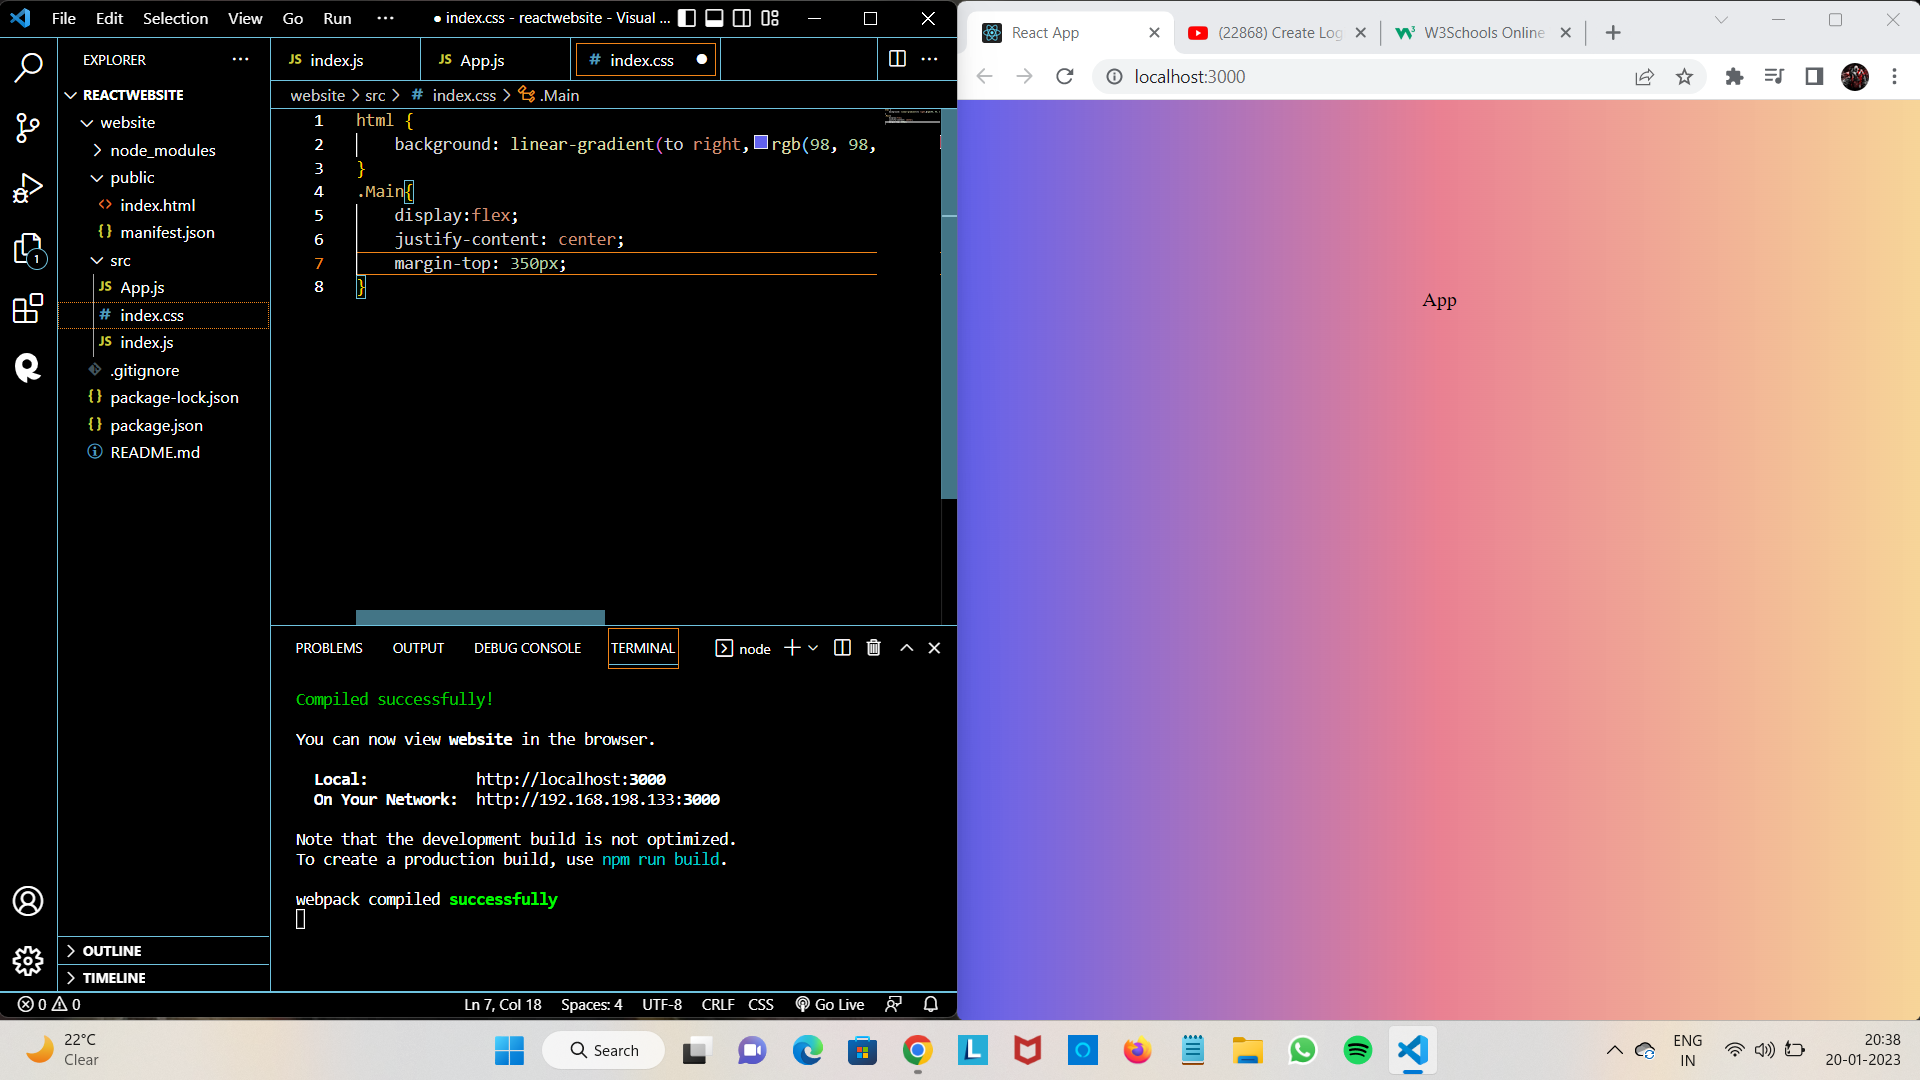 File Edit Selection View Go Run ··· ● index.css - reactwebsite - Visual ...
EXPLORER ···
REACTWEBSITE
website
node_modules
public
<> index.html
{} manifest.json
src
JS App.js
# index.css
JS index.js
.gitignore
{} package-lock.json
{} package.json
README.md
OUTLINE
TIMELINE
1
JS index.js JS App.js # index.css ●
website > src > # index.css > .Main
1 html {
2 background: linear-gradient(to right, rgb(98, 98,
3 }
4 .Main{
5 display:flex;
6 justify-content: center;
7 margin-top: 350px;
8 }
PROBLEMS OUTPUT DEBUG CONSOLE TERMINAL node
Compiled successfully!
You can now view website in the browser.
Local: http://localhost:3000
On Your Network: http://192.168.198.133:3000
Note that the development build is not optimized.
To create a production build, use npm run build.
webpack compiled successfully
0 0 Ln 7, Col 18 Spaces: 4 UTF-8 CRLF CSS Go Live
React App (22868) Create Log W3Schools Online
localhost:3000
App
22°C
Clear
Search
ENG
IN
20:38
20-01-2023